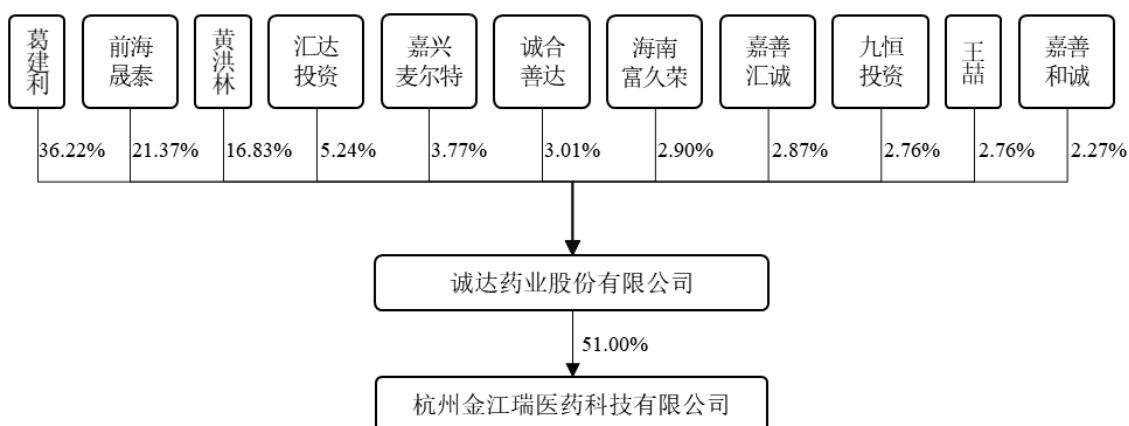 葛建利
前海
晟泰
黄洪林
汇达
投资
嘉兴
麦尔特
诚合
善达
海南
富久荣
嘉善
汇诚
九恒
投资
王喆
嘉善
和诚
36.22%
21.37%
16.83%
5.24%
3.77%
3.01%
2.90%
2.87%
2.76%
2.76%
2.27%
诚达药业股份有限公司
51.00%
杭州金江瑞医药科技有限公司